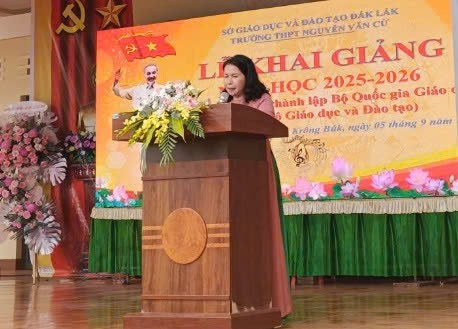 SỞ GIÁO DỤC VÀ ĐÀO TẠO ĐẮK LẮK
TRƯỜNG THPT NGUYỄN VĂN CỪ
LỄ KHAI GIẢNG
HỌC 2025-2026
thành lập Bộ Quốc gia Giáo
Bộ Giáo dục và Đào tạo)
Krông Búk, ngày 05 tháng 9 năm